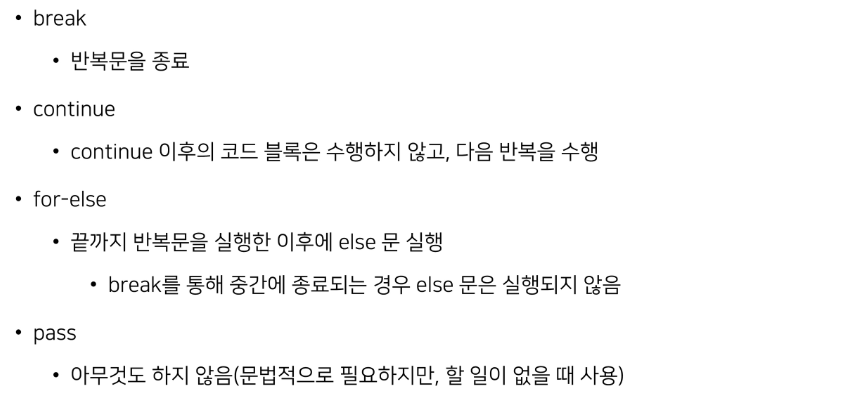 • break
• 반복문을 종료
• continue
• continue 이후의 코드 블록은 수행하지 않고, 다음 반복을 수행
• for-else
• 끝까지 반복문을 실행한 이후에 else 문 실행
• break를 통해 중간에 종료되는 경우 else 문은 실행되지 않음
• pass
• 아무것도 하지 않음(문법적으로 필요하지만, 할 일이 없을 때 사용)